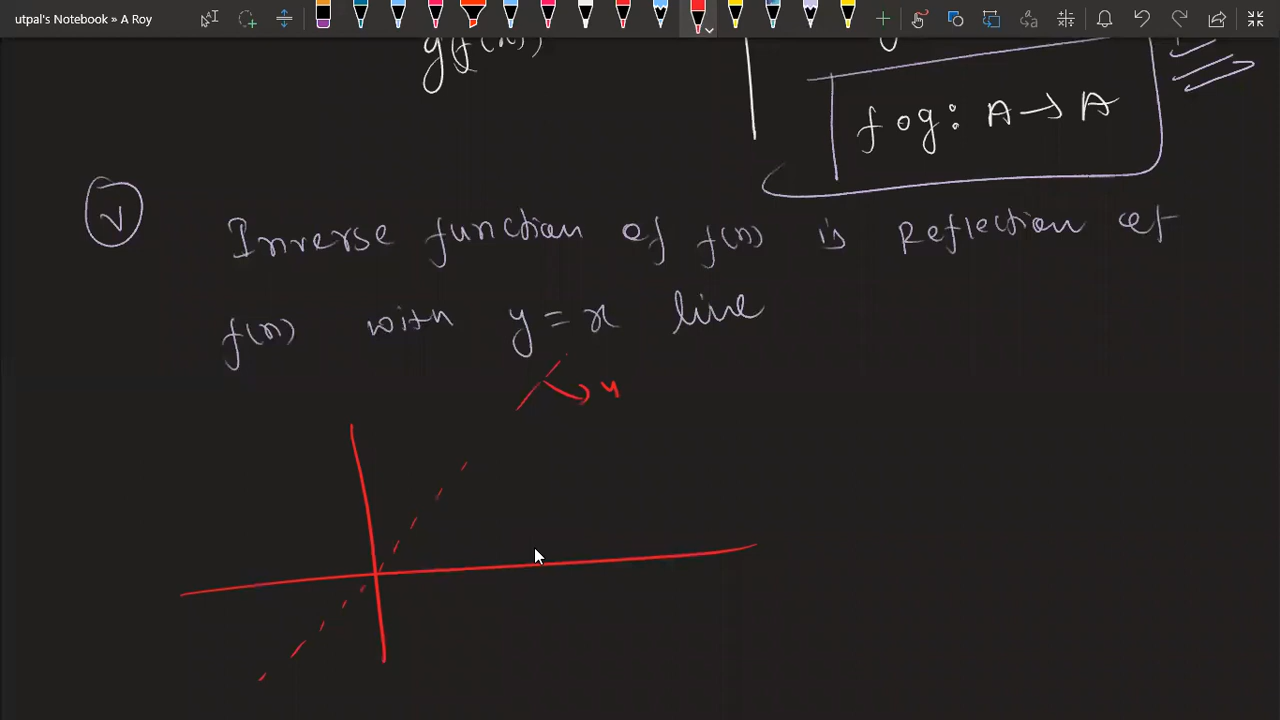 utpal's Notebook » A Roy
fog: A → A
v
Inverse function of f(n) is Reflection of
f(n) with y = x line
y